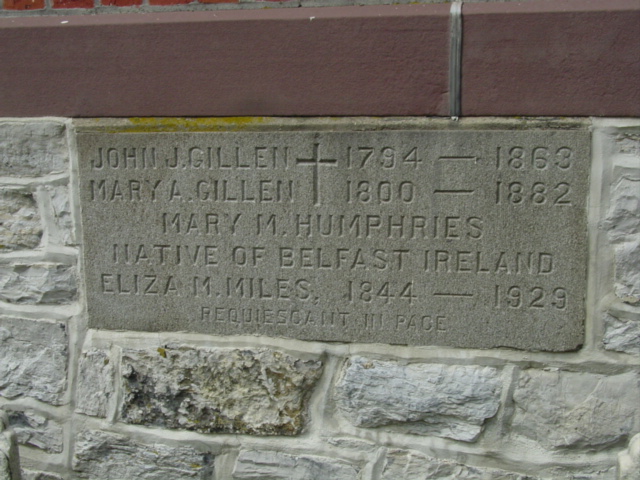 JOHN J. GILLEN 1794 — 1863
MARY A. GILLEN 1800 — 1882
MARY M. HUMPHRIES
NATIVE OF BELFAST IRELAND
ELIZA M. MILES. 1844 — 1929
REQUIESCANT IN PACE